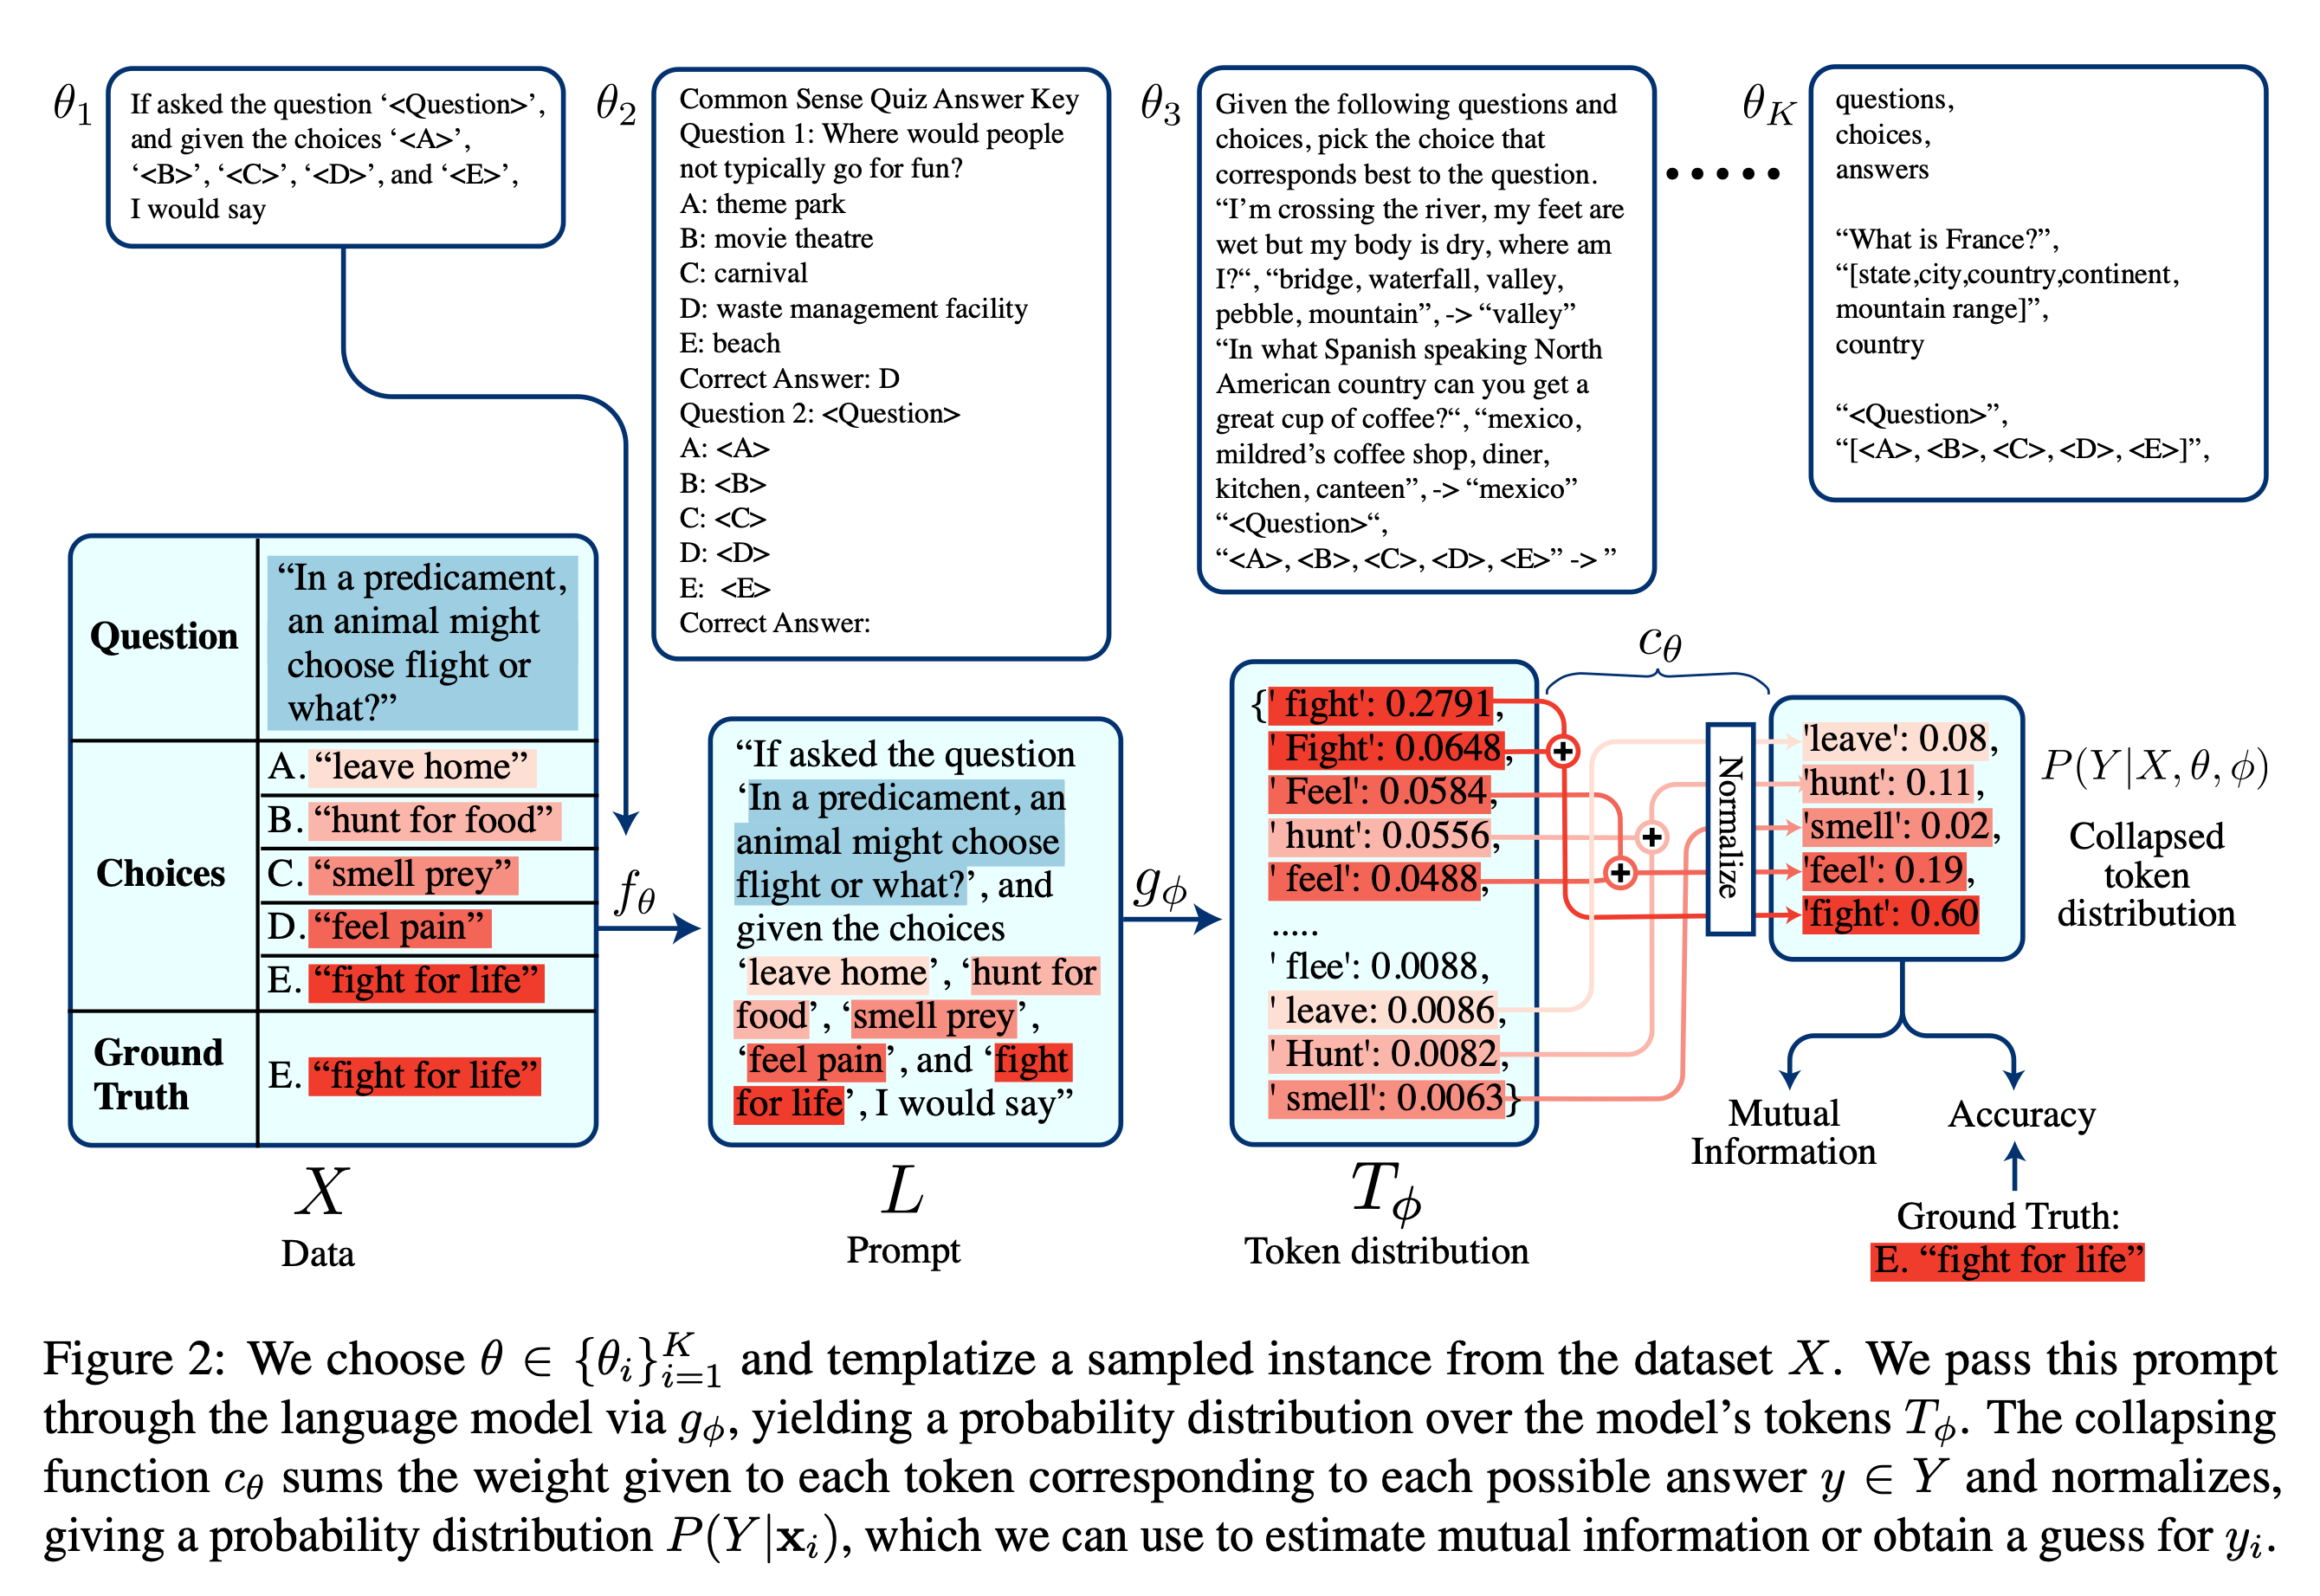 θ₁
If asked the question ‘<Question>’,
and given the choices ‘<A>’,
‘<B>’, ‘<C>’, ‘<D>’, and ‘<E>’,
I would say
θ₂
Common Sense Quiz Answer Key
Question 1: Where would people
not typically go for fun?
A: theme park
B: movie theatre
C: carnival
D: waste management facility
E: beach
Correct Answer: D
Question 2: <Question>
A: <A>
B: <B>
C: <C>
D: <D>
E: <E>
Correct Answer:
θ₃
Given the following questions and
choices, pick the choice that
corresponds best to the question.
“I’m crossing the river, my feet are
wet but my body is dry, where am
I?“, “bridge, waterfall, valley,
pebble, mountain”, -> “valley”
“In what Spanish speaking North
American country can you get a
great cup of coffee?“, “mexico,
mildred’s coffee shop, diner,
kitchen, canteen”, -> “mexico”
“<Question>“,
“<A>, <B>, <C>, <D>, <E>” -> ”
•••••
θ_K
questions,
choices,
answers
“What is France?”,
“[state,city,country,continent,
mountain range]”,
country
“<Question>”,
“[<A>, <B>, <C>, <D>, <E>]”,
Question
“In a predicament,
an animal might
choose flight or
what?”
Choices
A. “leave home”
B. “hunt for food”
C. “smell prey”
D. “feel pain”
E. “fight for life”
Ground
Truth
E. “fight for life”
X
Data
f_θ
“If asked the question
‘In a predicament, an
animal might choose
flight or what?’, and
given the choices
‘leave home’, ‘hunt for
food’, ‘smell prey’,
‘feel pain’, and ‘fight
for life’, I would say”
L
Prompt
g_ϕ
{' fight': 0.2791,
' Fight': 0.0648,
' Feel': 0.0584,
' hunt': 0.0556,
' feel': 0.0488,
.....
' flee': 0.0088,
' leave: 0.0086,
' Hunt': 0.0082,
' smell': 0.0063}
T_ϕ
Token distribution
c_θ
Normalize
'leave': 0.08,
'hunt': 0.11,
'smell': 0.02,
'feel': 0.19,
'fight': 0.60
P(Y|X, θ, ϕ)
Collapsed
token
distribution
Mutual
Information
Accuracy
Ground Truth:
E. “fight for life”
Figure 2: We choose θ ∈ {θᵢ}ᴷᵢ₌₁ and templatize a sampled instance from the dataset X. We pass this prompt
through the language model via g_ϕ, yielding a probability distribution over the model’s tokens T_ϕ. The collapsing
function c_θ sums the weight given to each token corresponding to each possible answer y ∈ Y and normalizes,
giving a probability distribution P(Y|xᵢ), which we can use to estimate mutual information or obtain a guess for yᵢ.